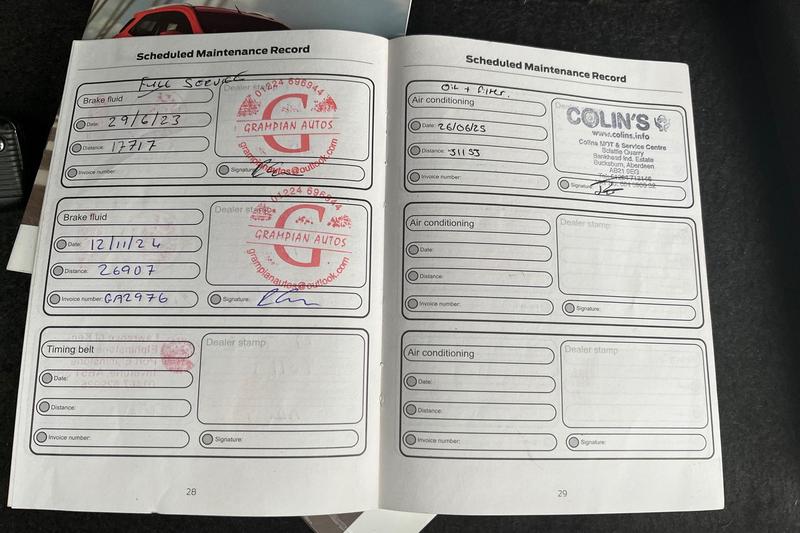 Scheduled Maintenance Record
FULL SERVICE
Brake fluid
Date: 29/6/23
Distance: 17717
Invoice number:
Dealer stamp
01224 696944
G
GRAMPIAN AUTOS
grampianautos@outlook.com
Signature:
Brake fluid
Date: 12/11/24
Distance: 26907
Invoice number: GA2976
Dealer stamp
01224 696944
G
GRAMPIAN AUTOS
grampianautos@outlook.com
Signature:
Timing belt
Date:
Distance:
Invoice number:
Dealer stamp
Signature:
28
Scheduled Maintenance Record
Oil + Filter.
Air conditioning
Date: 26/06/25
Distance:
Invoice number:
COLIN'S
www.colins.info
Colins MOT & Service Centre
Sclattie Quarry
Bankhead Ind. Estate
Bucksburn, Aberdeen
AB21 9EG
Signature:
Air conditioning
Date:
Distance:
Invoice number:
Dealer stamp
Signature:
Air conditioning
Date:
Distance:
Invoice number:
Dealer stamp
Signature:
29